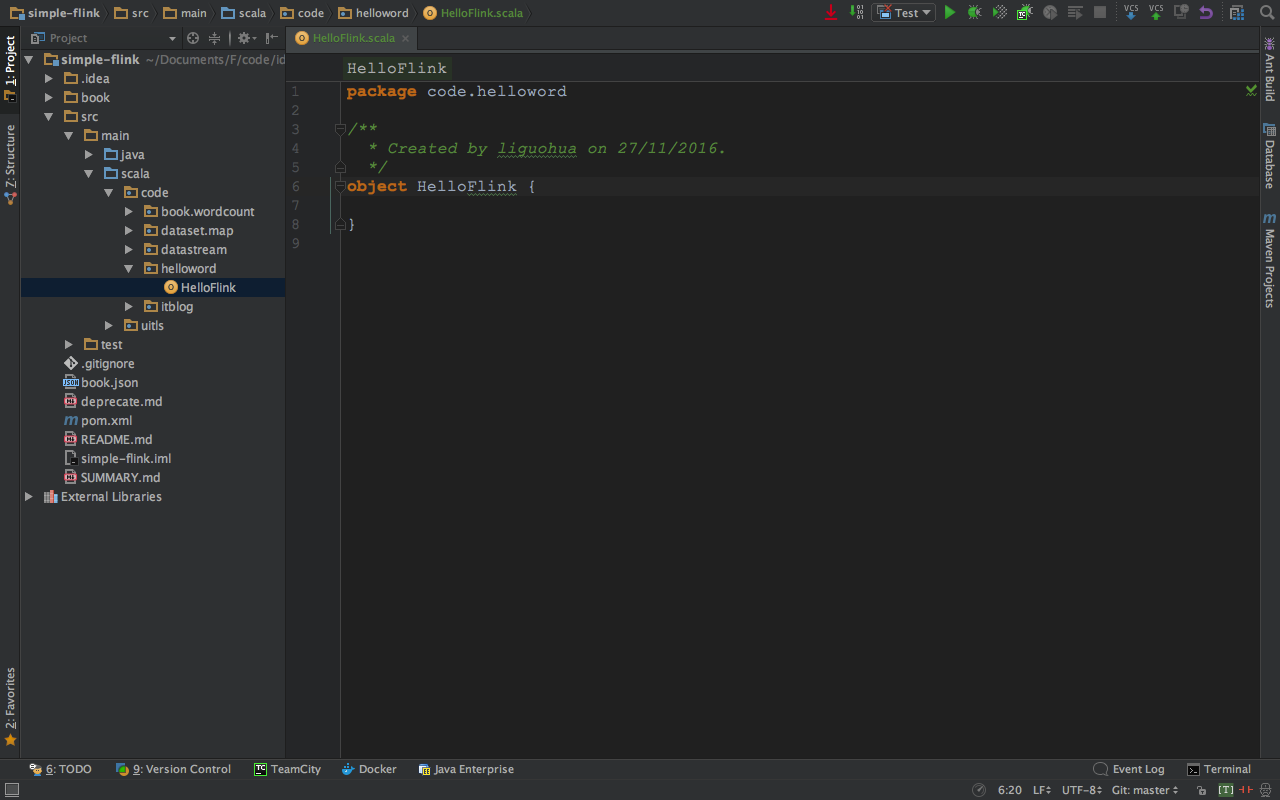 simple-flink src main scala code helloword HelloFlink.scala Test VCS VCS
1: Project
Z: Structure
2: Favorites
Project
simple-flink ~/Documents/F/code/id
.idea
book
src
main
java
scala
code
book.wordcount
dataset.map
datastream
helloword
HelloFlink
itblog
uitls
test
.gitignore
book.json
deprecate.md
pom.xml
README.md
simple-flink.iml
SUMMARY.md
External Libraries
HelloFlink.scala
HelloFlink
1 package code.helloword
2
3 /**
4 * Created by liguohua on 27/11/2016.
5 */
6 object HelloFlink {
7
8 }
9
Ant Build
Database
Maven Projects
6: TODO 9: Version Control TeamCity Docker Java Enterprise Event Log Terminal
6:20 LF UTF-8 Git: master [T]